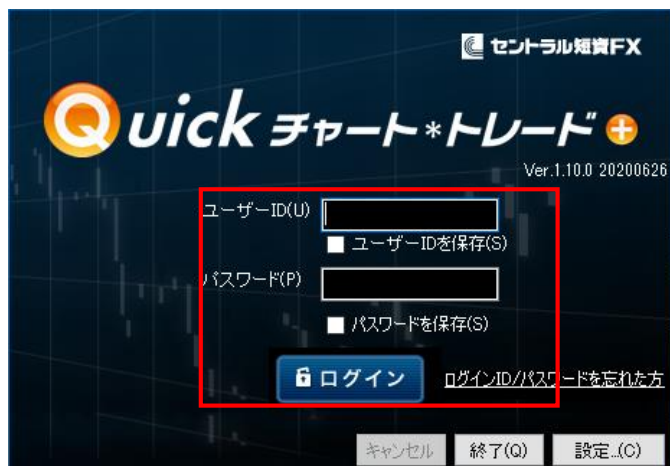 セントラル短資FX
Quick チャート*トレード+
Ver.1.10.0 20200626
ユーザーID(U)
ユーザーIDを保存(S)
パスワード(P)
パスワードを保存(S)
ログイン
ログインID/パスワードを忘れた方
キャンセル 終了(Q) 設定...(C)